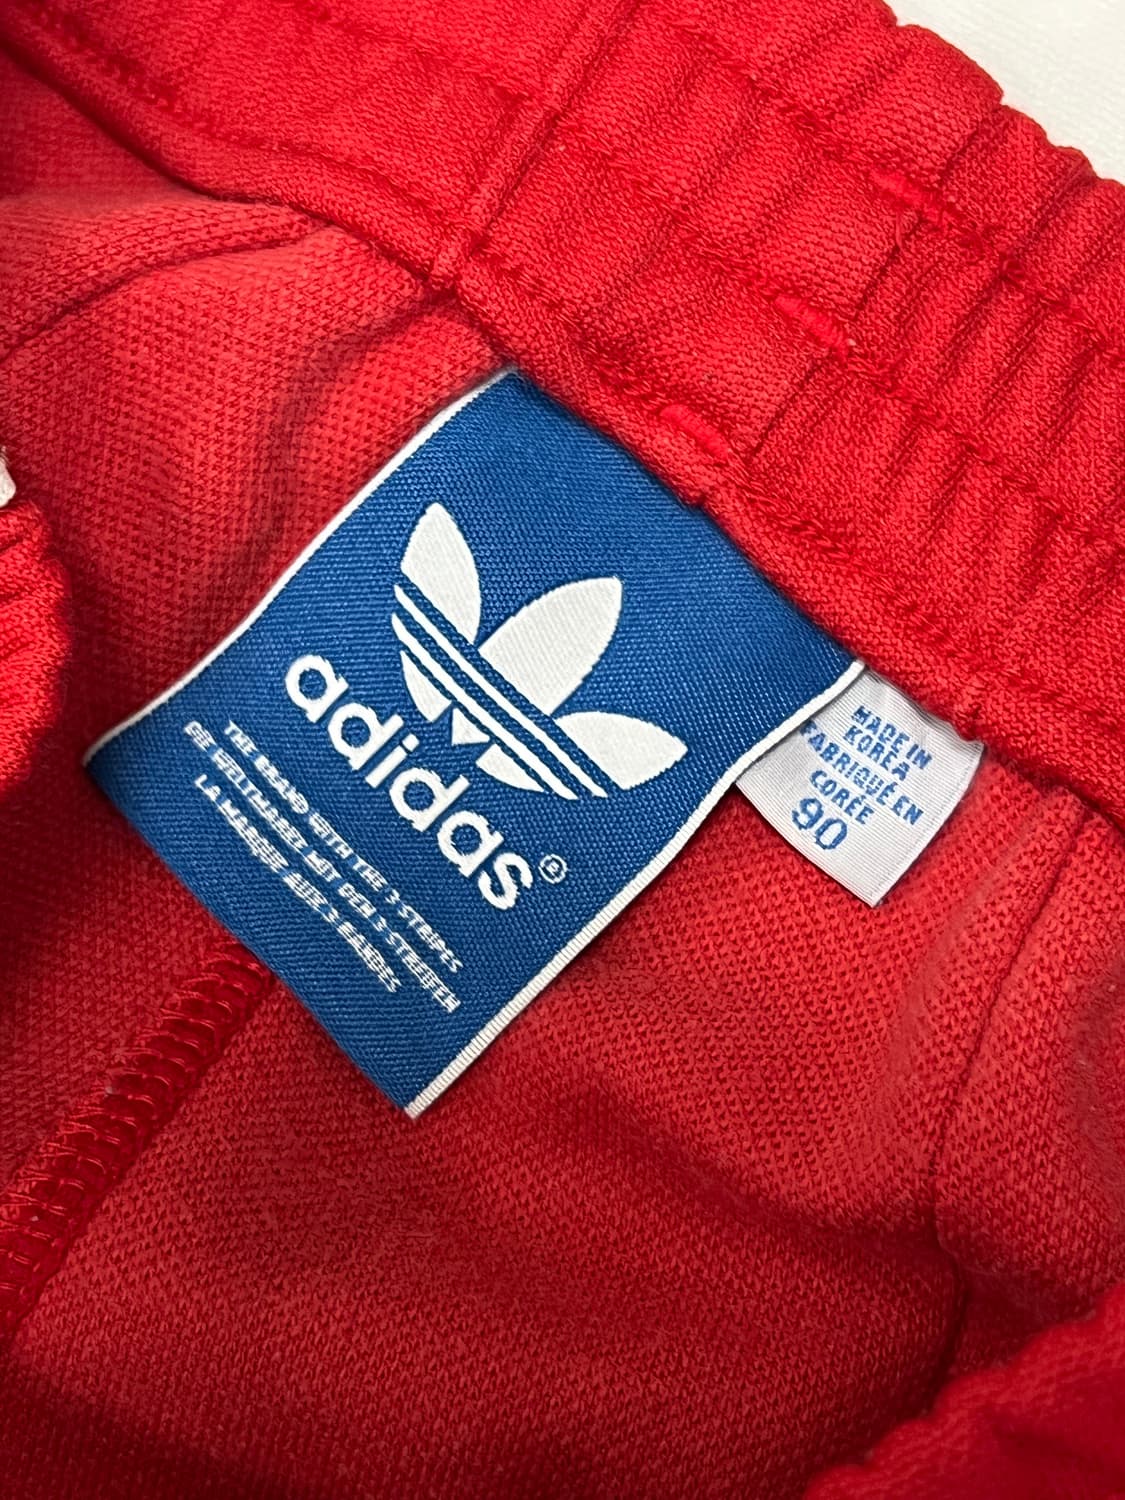 adidas®
THE BRAND WITH THE 3 STRIPES
DIE WELTMARKE MIT DEN 3 STREIFEN
LA MARQUE AUX 3 BANDES
MADE IN
KOREA
FABRIQUÉ EN
CORÉE
90